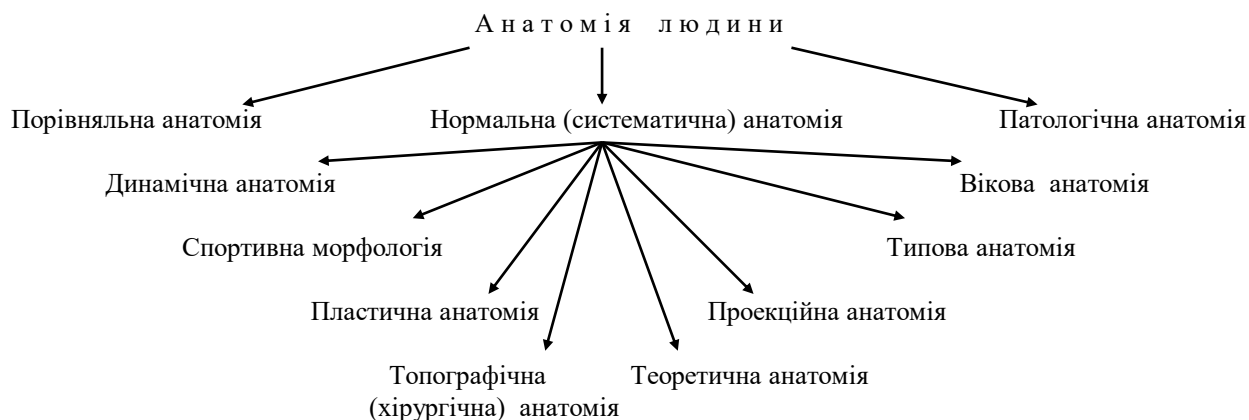 Анатомія людини
Порівняльна анатомія
Нормальна (систематична) анатомія
Патологічна анатомія
Динамічна анатомія
Вікова анатомія
Спортивна морфологія
Типова анатомія
Пластична анатомія
Проекційна анатомія
Топографічна
(хірургічна) анатомія
Теоретична анатомія